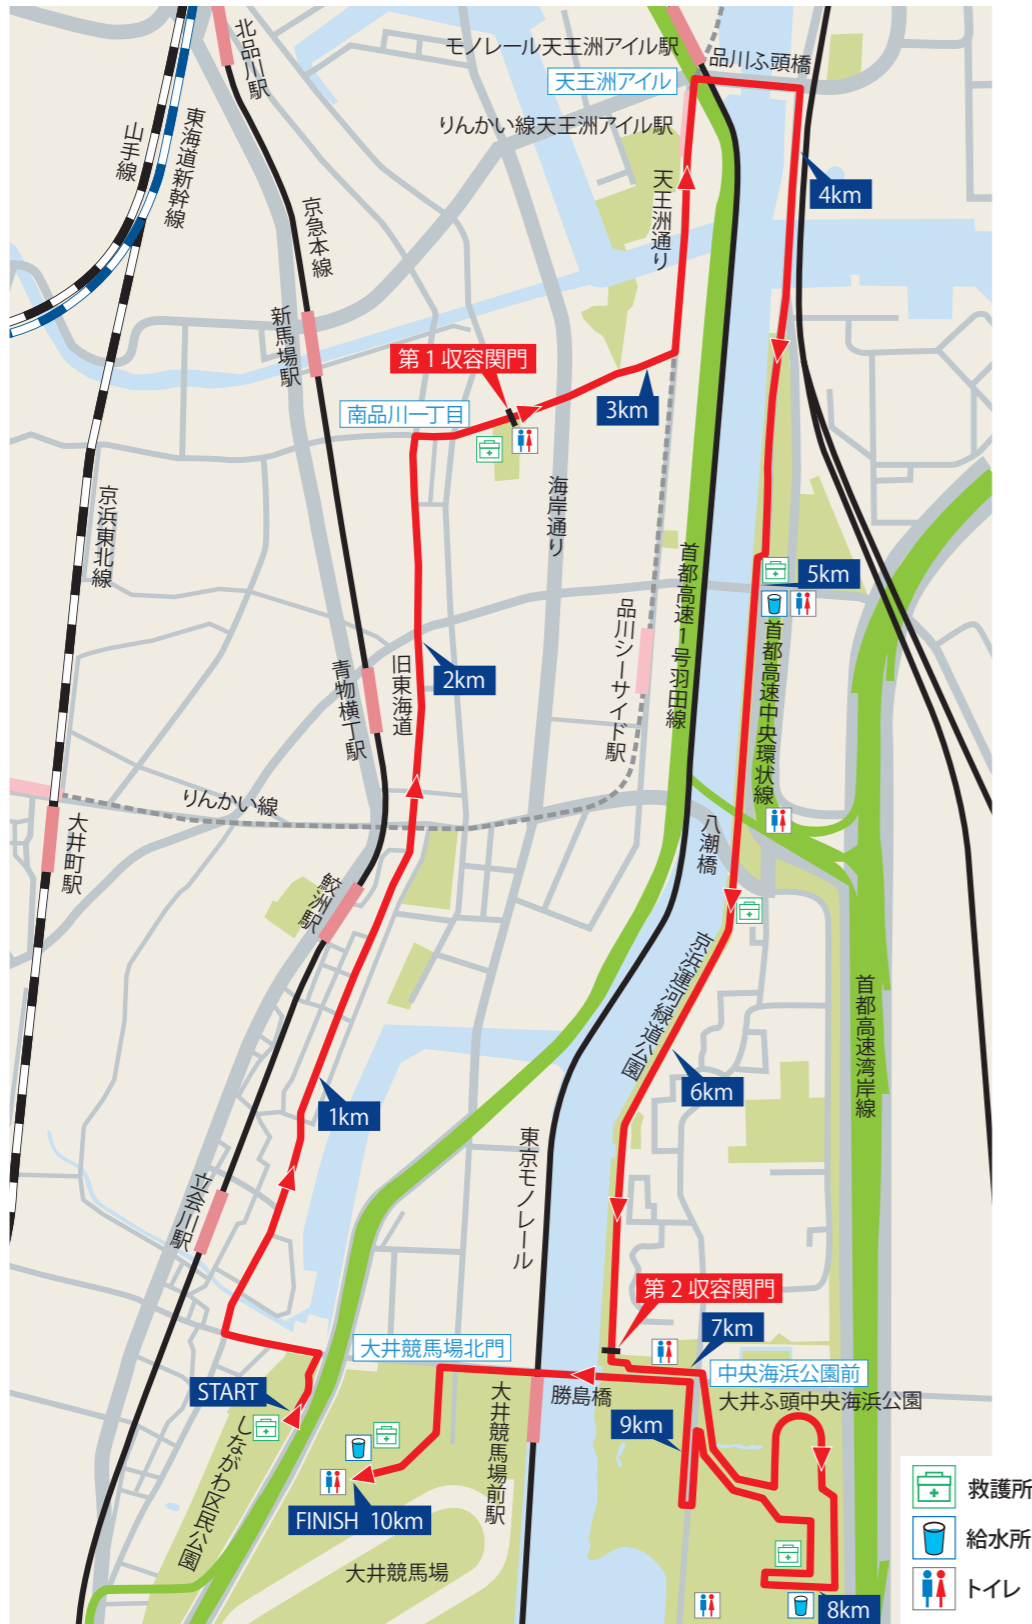 北品川駅
モノレール天王洲アイル駅
品川ふ頭橋
天王洲アイル
りんかい線天王洲アイル駅
山手線
東海道新幹線
京急本線
天王洲通り
4km
新馬場駅
第1収容関門
南品川一丁目
3km
京浜東北線
海岸通り
首都高速1号羽田線
5km
品川シーサイド駅
首都高速中央環状線
青物横丁駅
旧東海道
2km
りんかい線
大井町駅
八潮橋
鮫洲駅
京浜運河緑道公園
首都高速湾岸線
6km
1km
東京モノレール
立会川駅
第2収容関門
7km
大井競馬場北門
中央海浜公園前
START
勝島橋
大井ふ頭中央海浜公園
大井競馬場前駅
9km
しながわ区民公園
FINISH 10km
大井競馬場
8km
救護所
給水所
トイレ